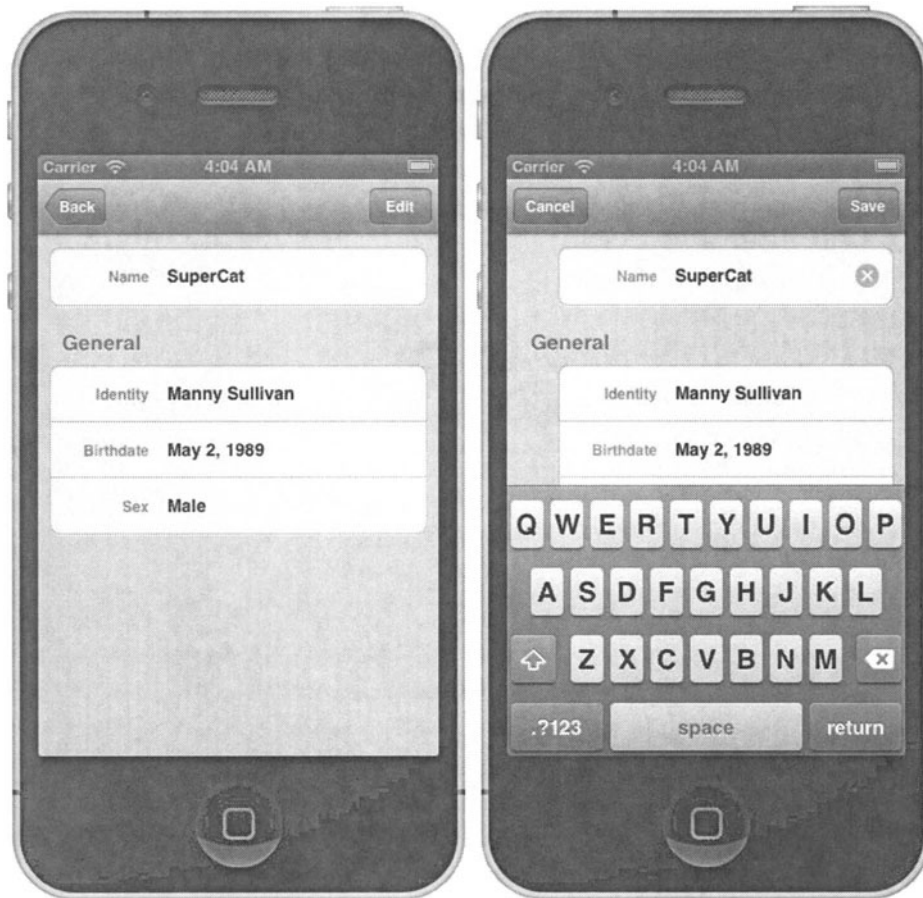 Carrier 4:04 AM
Back Edit
Name SuperCat
General
Identity Manny Sullivan
Birthdate May 2, 1989
Sex Male
Carrier 4:04 AM
Cancel Save
Name SuperCat
General
Identity Manny Sullivan
Birthdate May 2, 1989
Q W E R T Y U I O P
A S D F G H J K L
Z X C V B N M
.?123 space return